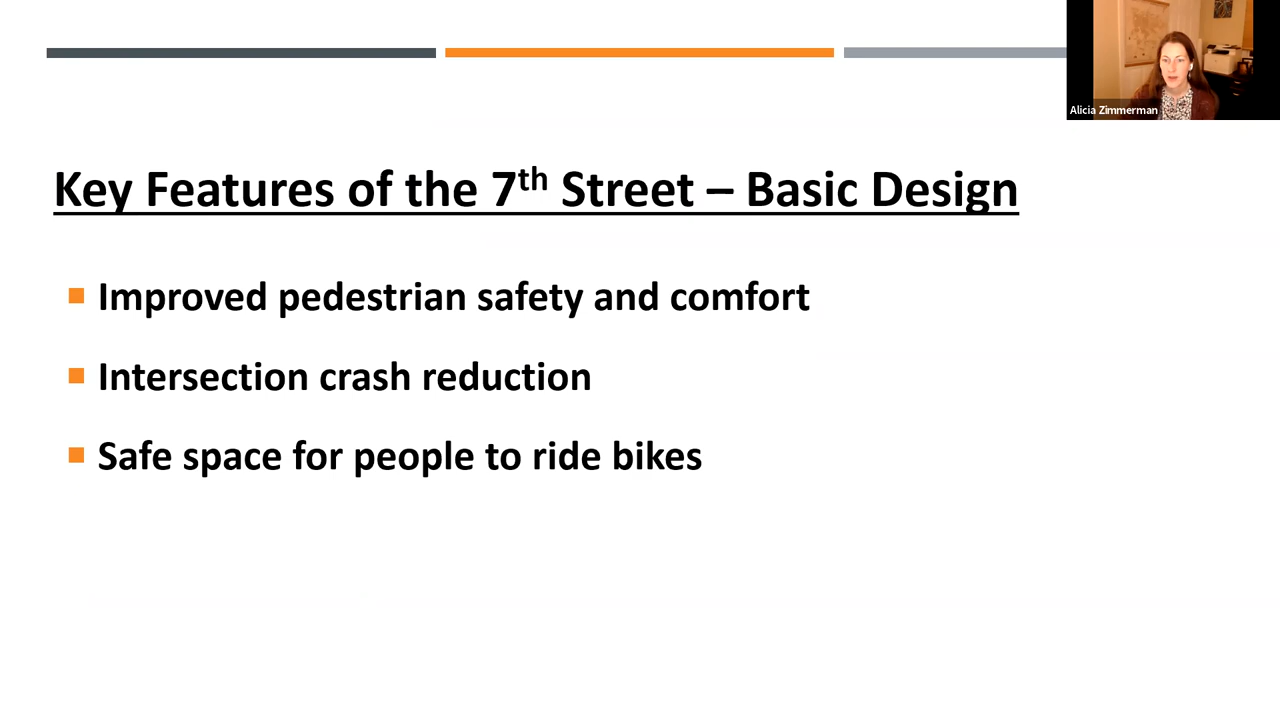 Alicia Zimmerman
Key Features of the 7th Street – Basic Design
Improved pedestrian safety and comfort
Intersection crash reduction
Safe space for people to ride bikes